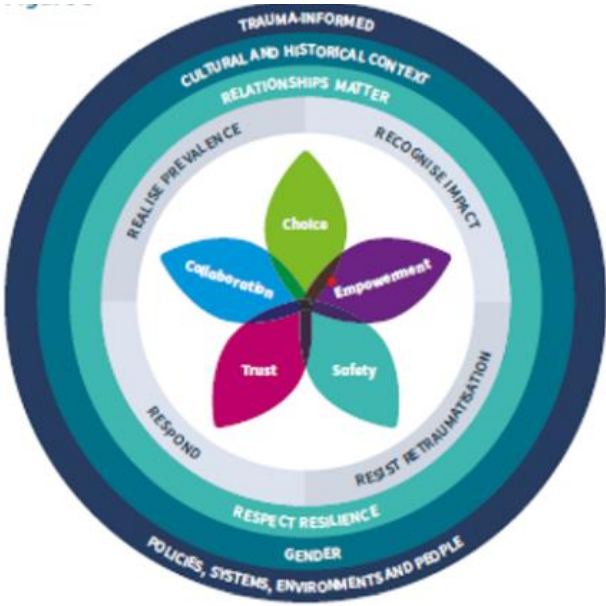 TRAUMA-INFORMED
CULTURAL AND HISTORICAL CONTEXT
RELATIONSHIPS MATTER
REALISE PREVALENCE
RECOGNISE IMPACT
Choice
Collaboration
Empowerment
Trust
Safety
RESPOND
RESIST RETRAUMATISATION
RESPECT RESILIENCE
GENDER
POLICIES, SYSTEMS, ENVIRONMENTS AND PEOPLE